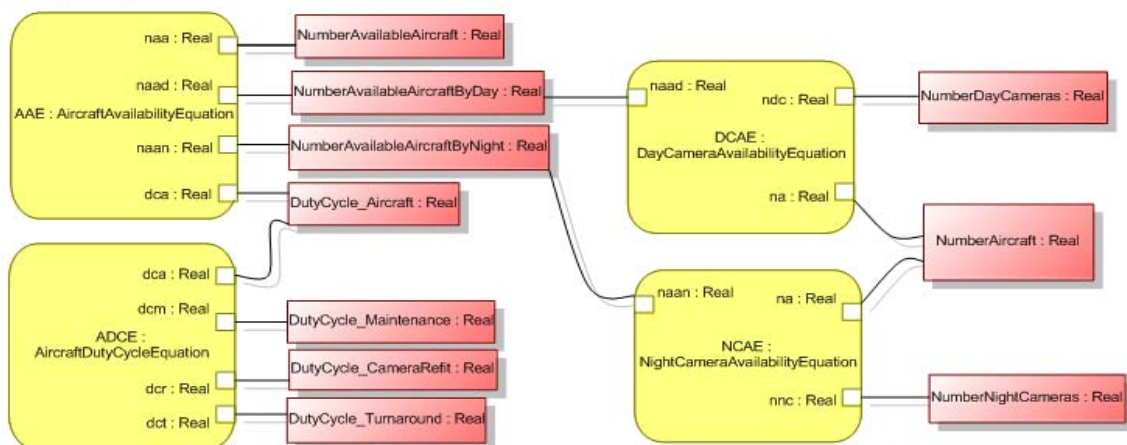 naa : Real
naad : Real
AAE : AircraftAvailabilityEquation
naan : Real
dca : Real
NumberAvailableAircraft : Real
NumberAvailableAircraftByDay : Real
NumberAvailableAircraftByNight : Real
DutyCycle_Aircraft : Real
dca : Real
dcm : Real
ADCE :
AircraftDutyCycleEquation
dcr : Real
dct : Real
DutyCycle_Maintenance : Real
DutyCycle_CameraRefit : Real
DutyCycle_Turnaround : Real
naad : Real
ndc : Real
DCAE :
DayCameraAvailabilityEquation
na : Real
NumberDayCameras : Real
NumberAircraft : Real
naan : Real
na : Real
NCAE :
NightCameraAvailabilityEquation
nnc : Real
NumberNightCameras : Real